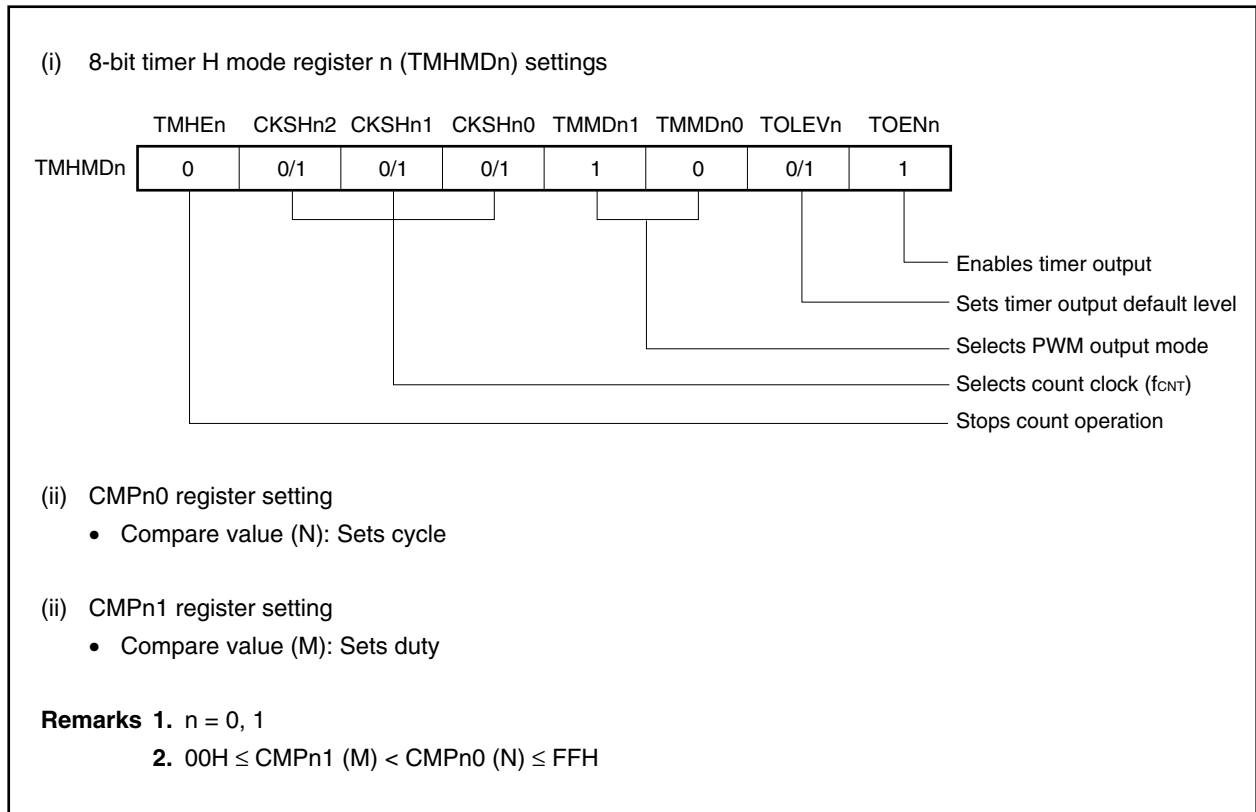 (i) 8-bit timer H mode register n (TMHMDn) settings
TMHEn CKSHn2 CKSHn1 CKSHn0 TMMDn1 TMMDn0 TOLEVn TOENn
TMHMDn 0 0/1 0/1 0/1 1 0 0/1 1
Enables timer output
Sets timer output default level
Selects PWM output mode
Selects count clock (fCNT)
Stops count operation
(ii) CMPn0 register setting
• Compare value (N): Sets cycle
(ii) CMPn1 register setting
• Compare value (M): Sets duty
Remarks 1. n = 0, 1
2. 00H ≤ CMPn1 (M) < CMPn0 (N) ≤ FFH